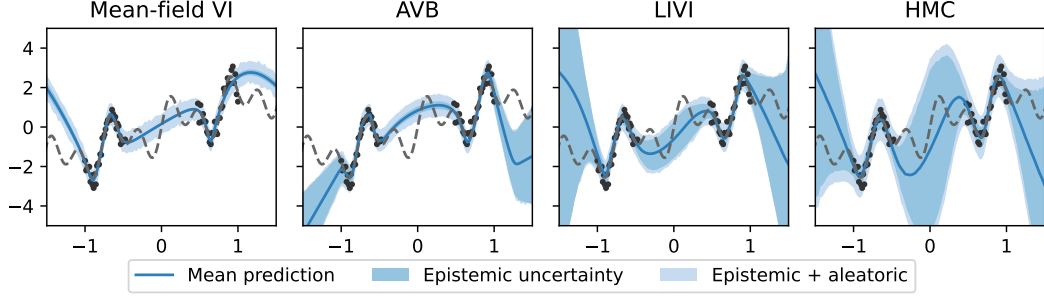 Mean-field VI AVB LIVI HMC
4
2
0
−2
−4
−1 0 1 −1 0 1 −1 0 1 −1 0 1
Mean prediction Epistemic uncertainty Epistemic + aleatoric